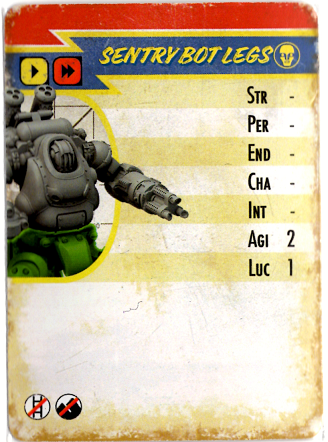 SENTRY BOT LEGS
STR -
PER -
END -
CHA -
INT -
AGI 2
LUC 1